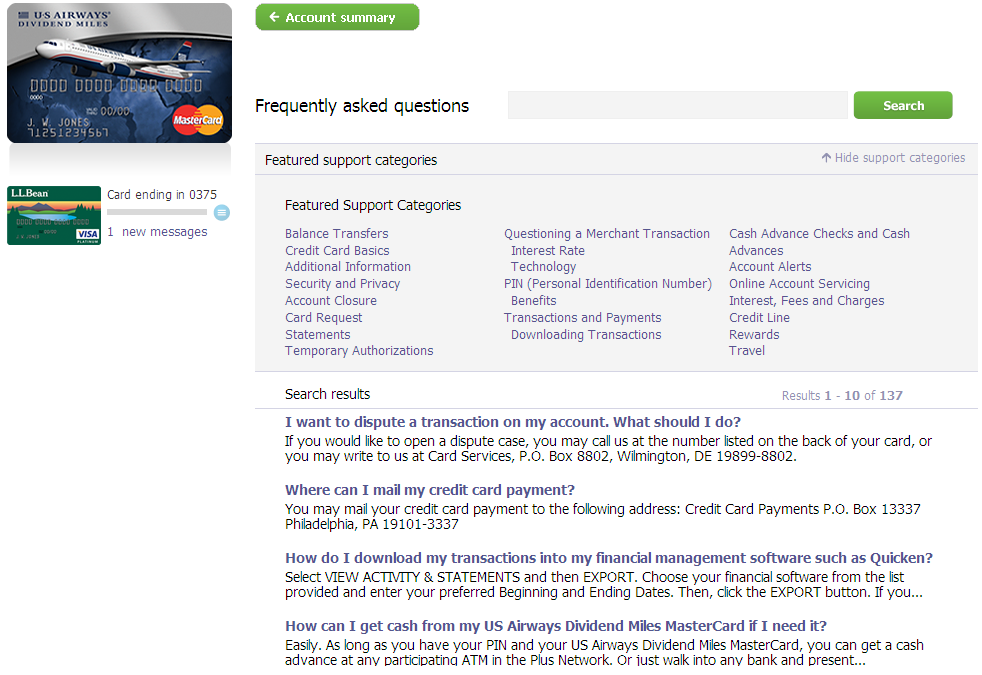 U·S AIRWAYS'
DIVIDEND MILES
0000 0000 0000 0000
0000
00/00
J. W. JONES
71251234567
MasterCard
L.L.Bean
VISA
PLATINUM
Card ending in 0375
1 new messages
← Account summary
Frequently asked questions
Search
Featured support categories
↑ Hide support categories
Featured Support Categories
Balance Transfers
Credit Card Basics
Additional Information
Security and Privacy
Account Closure
Card Request
Statements
Temporary Authorizations
Questioning a Merchant Transaction
Interest Rate
Technology
PIN (Personal Identification Number)
Benefits
Transactions and Payments
Downloading Transactions
Cash Advance Checks and Cash
Advances
Account Alerts
Online Account Servicing
Interest, Fees and Charges
Credit Line
Rewards
Travel
Search results
Results 1 - 10 of 137
I want to dispute a transaction on my account. What should I do?
If you would like to open a dispute case, you may call us at the number listed on the back of your card, or
you may write to us at Card Services, P.O. Box 8802, Wilmington, DE 19899-8802.
Where can I mail my credit card payment?
You may mail your credit card payment to the following address: Credit Card Payments P.O. Box 13337
Philadelphia, PA 19101-3337
How do I download my transactions into my financial management software such as Quicken?
Select VIEW ACTIVITY & STATEMENTS and then EXPORT. Choose your financial software from the list
provided and enter your preferred Beginning and Ending Dates. Then, click the EXPORT button. If you...
How can I get cash from my US Airways Dividend Miles MasterCard if I need it?
Easily. As long as you have your PIN and your US Airways Dividend Miles MasterCard, you can get a cash
advance at any participating ATM in the Plus Network. Or just walk into any bank and present...